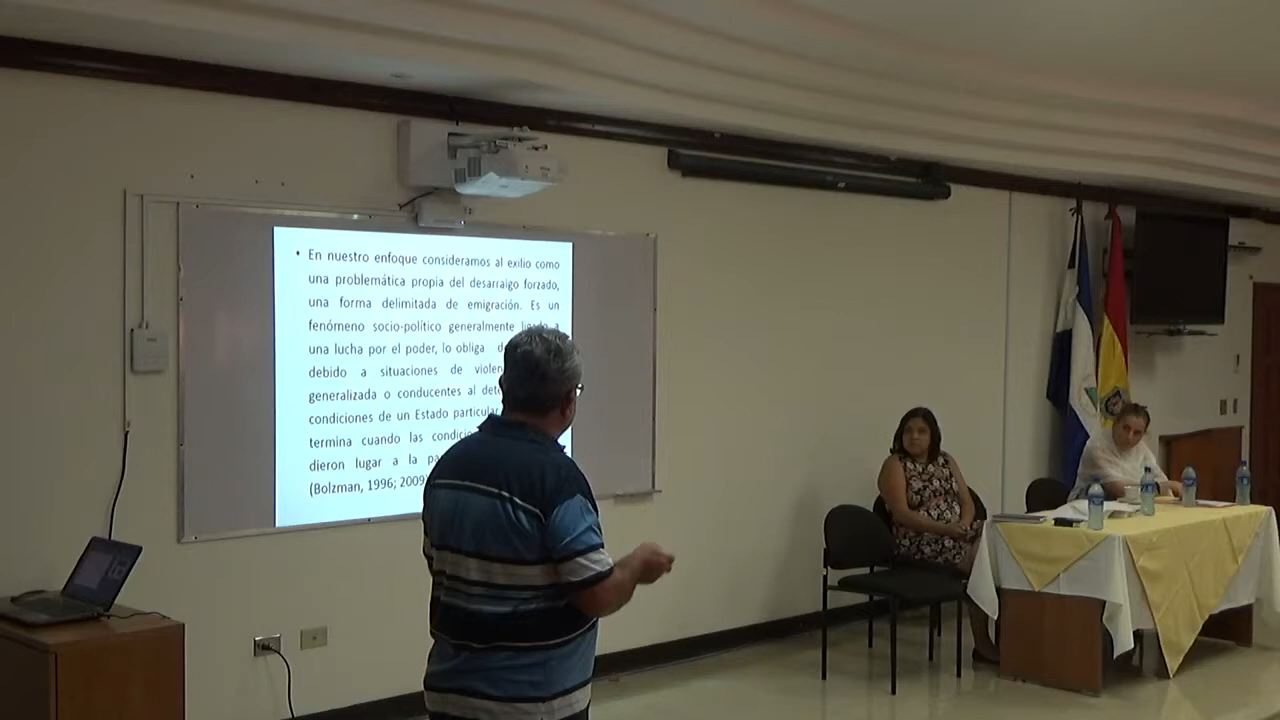 • En nuestro enfoque consideramos al exilio como
una problemática propia del desarraigo forzado,
una forma delimitada de emigración. Es un
fenómeno socio-político generalmente ligado a
una lucha por el poder, lo obliga
debido a situaciones de
generalizada o conducentes al
condiciones de un Estado particular
termina cuando las
dieron lugar a la
(Bolzman, 1996; 2009